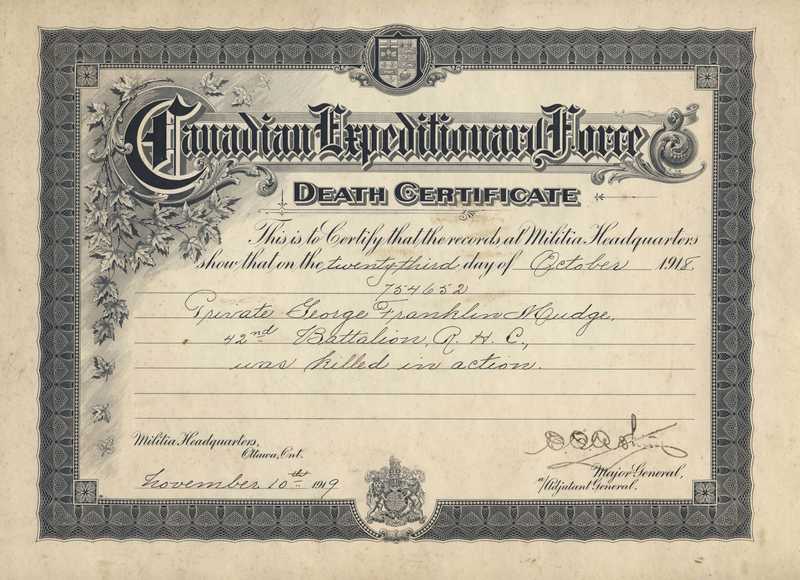 Canadian Expeditionary Force
DEATH CERTIFICATE
This is to Certify that the records at Militia Headquarters
show that on the twenty third day of October 1918.
754652
Private George Franklin Mudge,
42nd Battalion, R. H. C.,
was killed in action.
Militia Headquarters,
Ottawa, Ont.
November 10th 1919
Major General,
Adjutant General.